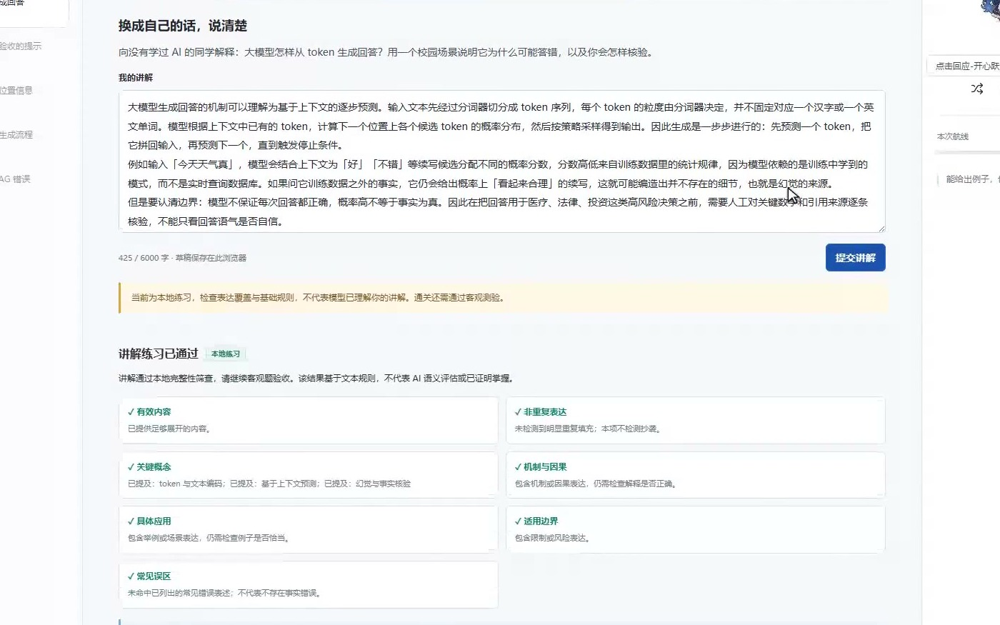 成回答
验收的提示
位置信息
生成流程
AG 错误
换成自己的话，说清楚
向没有学过 AI 的同学解释：大模型怎样从 token 生成回答？用一个校园场景说明它为什么可能答错，以及你会怎样核验。
我的讲解
大模型生成回答的机制可以理解为基于上下文的逐步预测。输入文本先经过分词器切分成 token 序列，每个 token 的粒度由分词器决定，并不固定对应一个汉字或一个英
文单词。模型根据上下文中已有的 token，计算下一个位置上各个候选 token 的概率分布，然后按策略采样得到输出。因此生成是一步步进行的：先预测一个 token，把
它拼回输入，再预测下一个，直到触发停止条件。
例如输入「今天天气真」，模型会结合上下文为「好」「不错」等续写候选分配不同的概率分数，分数高低来自训练数据里的统计规律，因为模型依赖的是训练中学到的
模式，而不是实时查询数据库。如果问它训练数据之外的事实，它仍会给出概率上「看起来合理」的续写，这就可能编造出并不存在的细节，也就是幻觉的来源。
但是要认清边界：模型不保证每次回答都正确，概率高不等于事实为真。因此在把回答用于医疗、法律、投资这类高风险决策之前，需要人工对关键数字和引用来源逐条
核验，不能只看回答语气是否自信。
425 / 6000 字 · 草稿保存在此浏览器
提交讲解
当前为本地练习，检查表达覆盖与基础规则，不代表模型已理解你的讲解。通关还需通过客观测验。
讲解练习已通过 本地练习
讲解通过本地完整性筛查，请继续客观题验收。该结果基于文本规则，不代表 AI 语义评估或已证明掌握。
✓ 有效内容
已提供足够展开的内容。
✓ 非重复表达
未检测到明显重复填充；本项不检测抄袭。
✓ 关键概念
已提及：token 与文本编码；已提及：基于上下文预测；已提及：幻觉与事实核验
✓ 机制与因果
包含机制或因果表达，仍需检查解释是否正确。
✓ 具体应用
包含举例或场景表达，仍需检查例子是否恰当。
✓ 适用边界
包含限制或风险表达。
✓ 常见误区
未命中已列出的常见错误表述；不代表不存在事实错误。
点击回应-开心跃
本次航线
能给出例子，